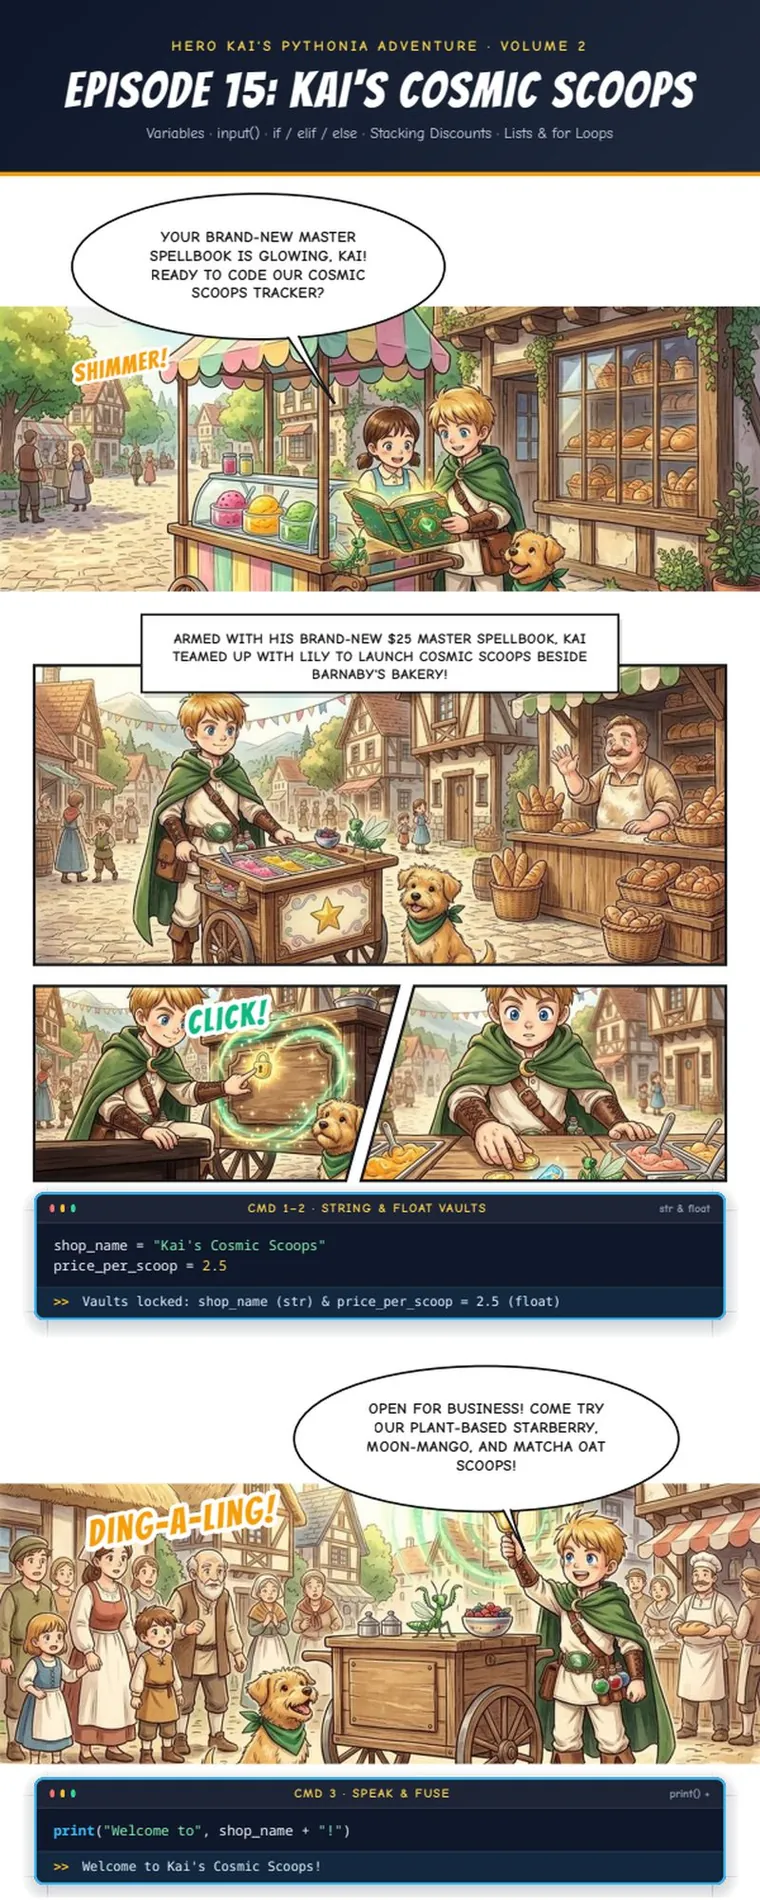 HERO KAI'S PYTHONIA ADVENTURE · VOLUME 2
EPISODE 15: KAI'S COSMIC SCOOPS
Variables · input() · if / elif / else · Stacking Discounts · Lists & for Loops
YOUR BRAND-NEW MASTER
SPELLBOOK IS GLOWING, KAI!
READY TO CODE OUR COSMIC
SCOOPS TRACKER?
SHIMMER!
ARMED WITH HIS BRAND-NEW $25 MASTER SPELLBOOK, KAI
TEAMED UP WITH LILY TO LAUNCH COSMIC SCOOPS BESIDE
BARNABY'S BAKERY!
CLICK!
CMD 1–2 · STRING & FLOAT VAULTS
str & float
shop_name = "Kai's Cosmic Scoops"
price_per_scoop = 2.5
>> Vaults locked: shop_name (str) & price_per_scoop = 2.5 (float)
OPEN FOR BUSINESS! COME TRY
OUR PLANT-BASED STARBERRY,
MOON-MANGO, AND MATCHA OAT
SCOOPS!
DING-A-LING!
CMD 3 · SPEAK & FUSE
print() +
print("Welcome to", shop_name + "!")
>> Welcome to Kai's Cosmic Scoops!